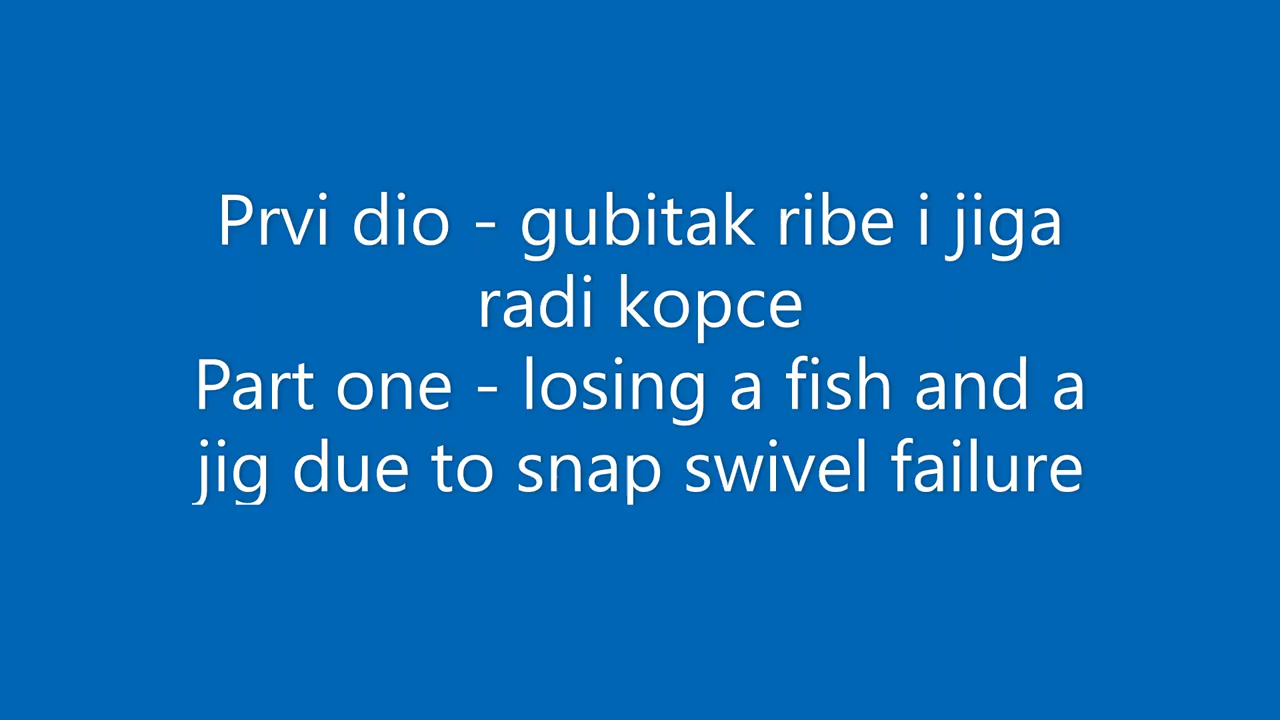 Prvi dio - gubitak ribe i jiga
radi kopce
Part one - losing a fish and a
jig due to snap swivel failure